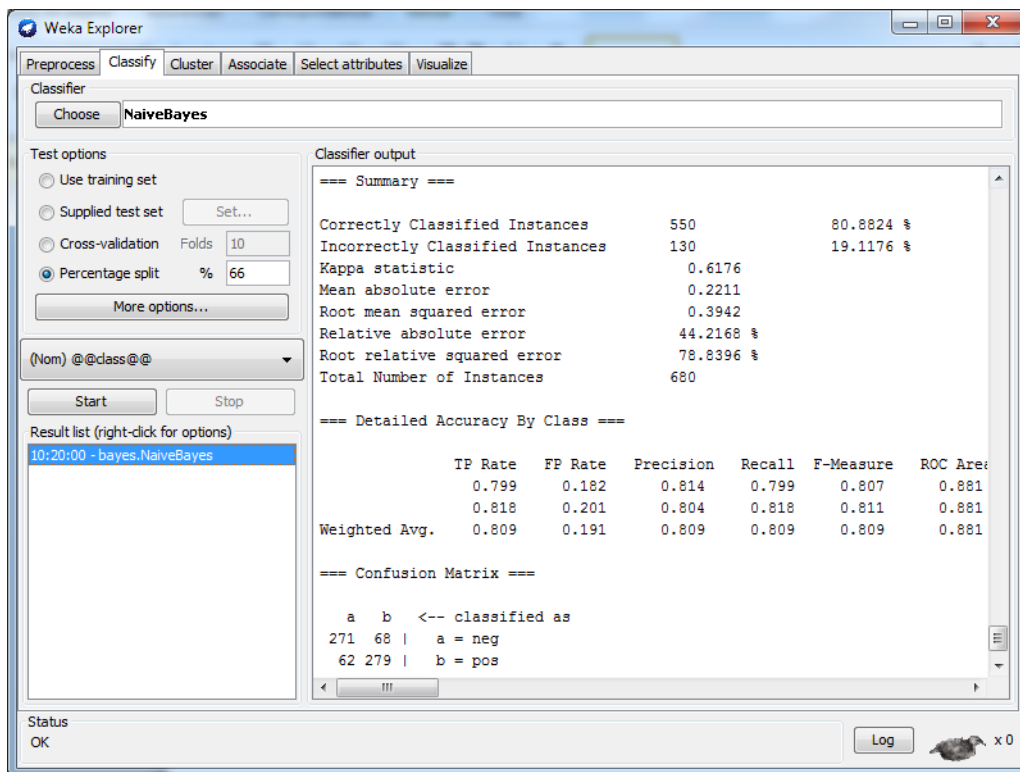 Weka Explorer
Preprocess Classify Cluster Associate Select attributes Visualize
Classifier
Choose NaiveBayes
Test options
Use training set
Supplied test set Set...
Cross-validation Folds 10
Percentage split % 66
More options...
(Nom) @@class@@
Start Stop
Result list (right-click for options)
10:20:00 - bayes.NaiveBayes
Classifier output
=== Summary ===
Correctly Classified Instances 550 80.8824 %
Incorrectly Classified Instances 130 19.1176 %
Kappa statistic 0.6176
Mean absolute error 0.2211
Root mean squared error 0.3942
Relative absolute error 44.2168 %
Root relative squared error 78.8396 %
Total Number of Instances 680
=== Detailed Accuracy By Class ===
TP Rate FP Rate Precision Recall F-Measure ROC Area
0.799 0.182 0.814 0.799 0.807 0.881
0.818 0.201 0.804 0.818 0.811 0.881
Weighted Avg. 0.809 0.191 0.809 0.809 0.809 0.881
=== Confusion Matrix ===
a b <-- classified as
271 68 | a = neg
62 279 | b = pos
Status
OK
Log x 0